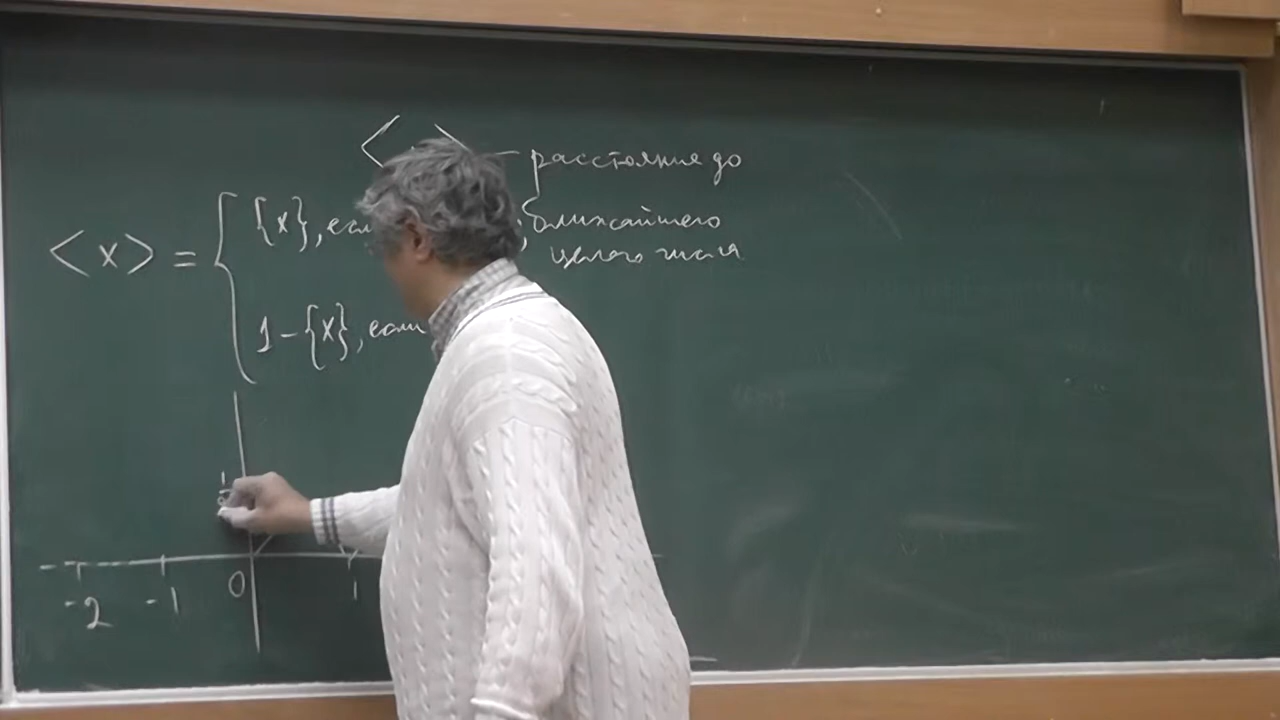 < > — расстояние до
ближайшего
целого числа
<x> = { {x}, если
1-{x}, если
1
-2 -1 0 1